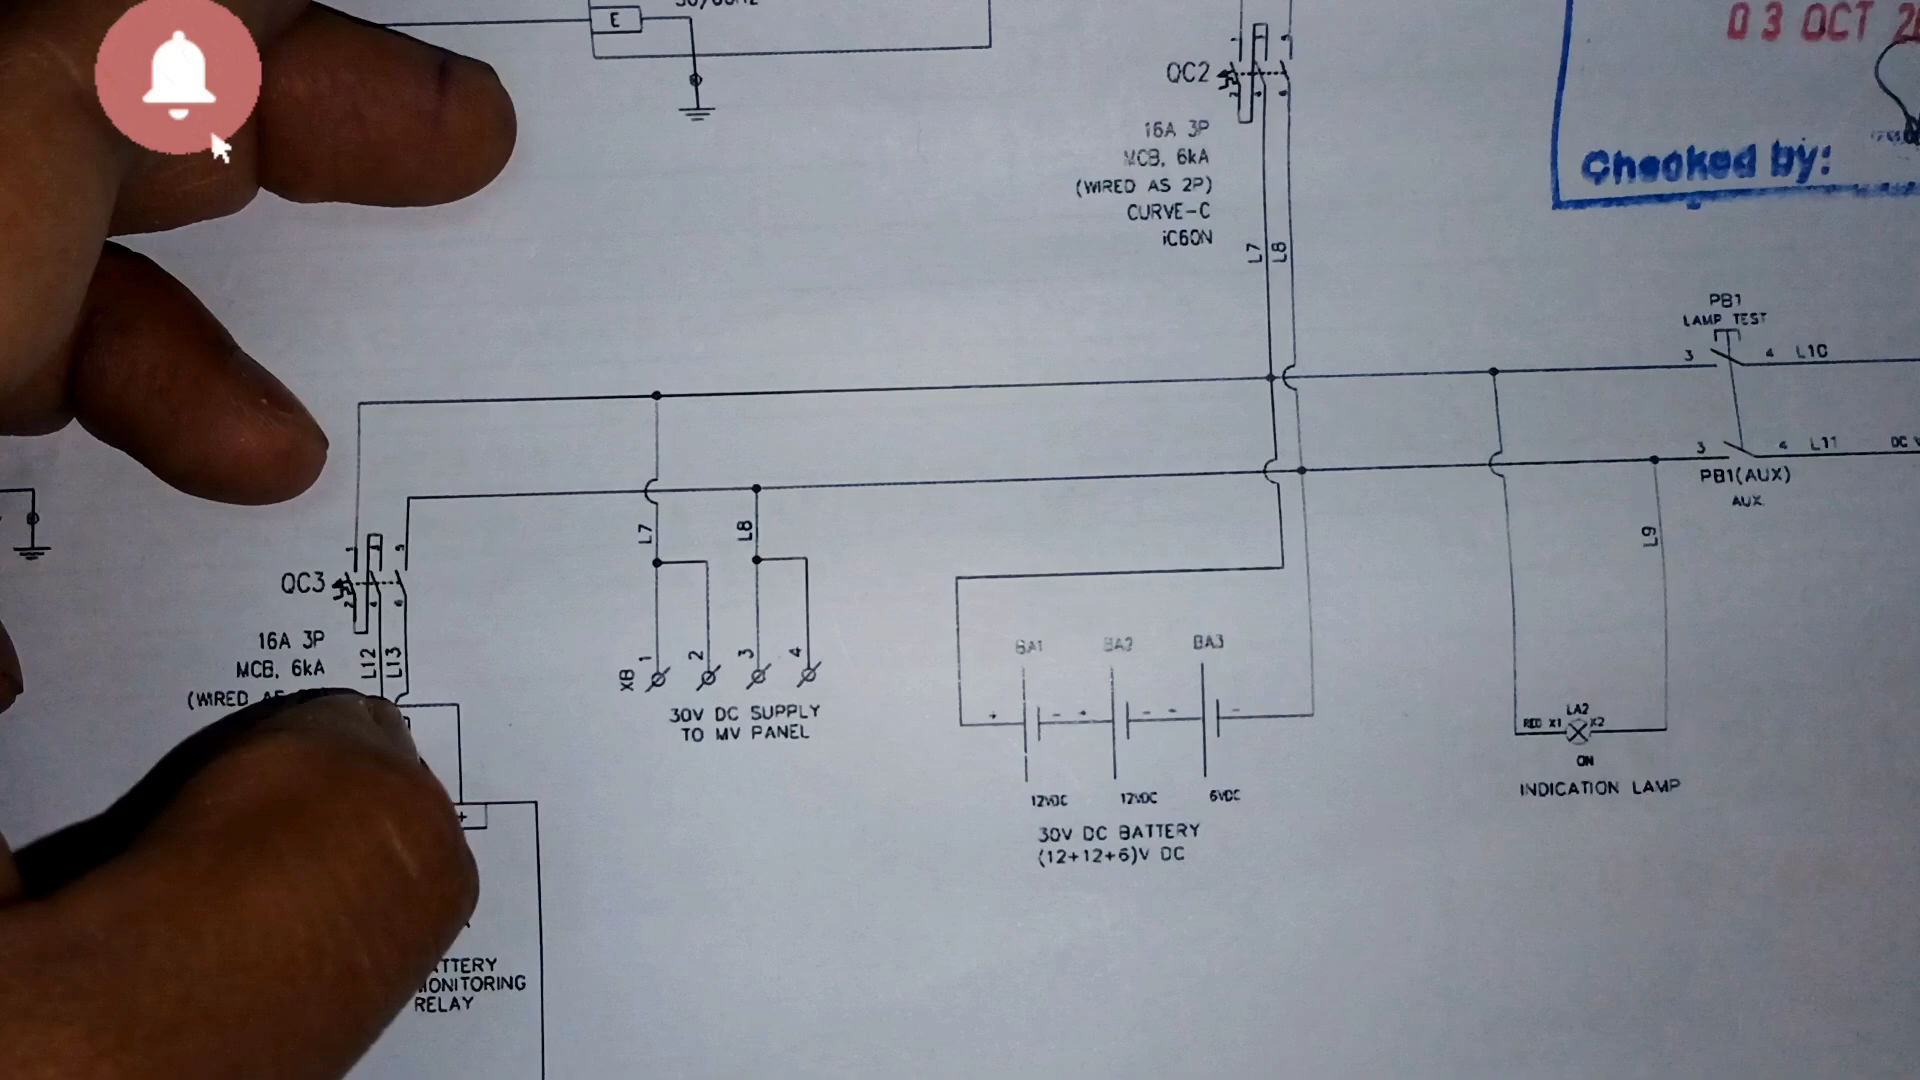 E
QC2
16A 3P
MCB, 6kA
(WIRED AS 2P)
CURVE-C
iC60N
L7
L8
03 OCT
Checked by:
PB1
LAMP TEST
3
4
L10
3
4
L11
DC
PB1(AUX)
AUX
QC3
16A 3P
MCB, 6kA
(WIRED
L12
L13
L7
L8
X8
1
2
3
4
30V DC SUPPLY
TO MV PANEL
BA1
BA2
BA3
+
-
+
-
+
-
12VDC
12VDC
6VDC
30V DC BATTERY
(12+12+6)V DC
L9
LA2
RED X1
X2
ON
INDICATION LAMP
+
RELAY